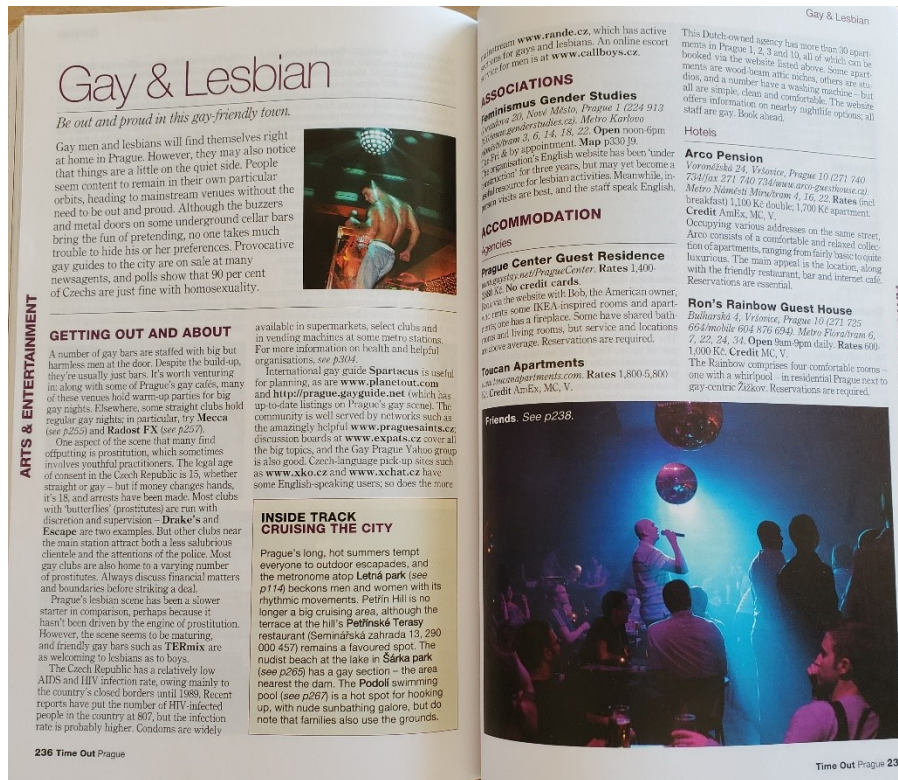 Gay & Lesbian
Be out and proud in this gay-friendly town.
Gay men and lesbians will find themselves right
at home in Prague. However, they may also notice
that things are a little on the quiet side. People
seem content to remain in their own particular
orbits, heading to mainstream venues without the
need to be out and proud. Although the buzzers
and metal doors on some underground cellar bars
bring the fun of pretending, no one takes much
trouble to hide his or her preferences. Provocative
gay guides to the city are on sale at many
newsagents, and polls show that 90 per cent
of Czechs are just fine with homosexuality.
ARTS & ENTERTAINMENT
GETTING OUT AND ABOUT
A number of gay bars are staffed with big but
harmless men at the door. Despite the build-up,
they're usually just bars. It's worth venturing
in; along with some of Prague's gay cafés, many
of these venues hold warm-up parties for big
gay nights. Elsewhere, some straight clubs hold
regular gay nights; in particular, try Mecca
(see p255) and Radost FX (see p257).
One aspect of the scene that many find
offputting is prostitution, which sometimes
involves youthful practitioners. The legal age
of consent in the Czech Republic is 15, whether
straight or gay – but if money changes hands,
it's 18, and arrests have been made. Most clubs
with 'butterflies' (prostitutes) are run with
discretion and supervision – Drake's and
Escape are two examples. But other clubs near
the main station attract both a less salubrious
clientele and the attentions of the police. Most
gay clubs are also home to a varying number
of prostitutes. Always discuss financial matters
and boundaries before striking a deal.
Prague's lesbian scene has been a slower
starter in comparison, perhaps because it
hasn't been driven by the engine of prostitution.
However, the scene seems to be maturing,
and friendly gay bars such as TERmix are
as welcoming to lesbians as to boys.
The Czech Republic has a relatively low
AIDS and HIV infection rate, owing mainly to
the country's closed borders until 1989. Recent
reports have put the number of HIV-infected
people in the country at 807, but the infection
rate is probably higher. Condoms are widely
available in supermarkets, select clubs and
in vending machines at some metro stations.
For more information on health and helpful
organisations, see p304.
International gay guide Spartacus is useful
for planning, as are www.planetout.com
and http://prague.gayguide.net (which has
up-to-date listings on Prague's gay scene). The
community is well served by networks such as
the amazingly helpful www.praguesaints.cz;
discussion boards at www.expats.cz cover all
the big topics, and the Gay Prague Yahoo group
is also good. Czech-language pick-up sites such
as www.xko.cz and www.xchat.cz have
some English-speaking users; so does the more
INSIDE TRACK
CRUISING THE CITY
Prague's long, hot summers tempt
everyone to outdoor escapades, and
the metronome atop Letná park (see
p114) beckons men and women with its
rhythmic movements. Petřín Hill is no
longer a big cruising area, although the
terrace at the hill's Petřínské Terasy
restaurant (Seminářská zahrada 13, 290
000 457) remains a favoured spot. The
nudist beach at the lake in Šárka park
(see p265) has a gay section – the area
nearest the dam. The Podolí swimming
pool (see p267) is a hot spot for hooking
up, with nude sunbathing galore, but do
note that families also use the grounds.
236 Time Out Prague
Gay & Lesbian
www.rande.cz, which has active
for gays and lesbians. An online escort
for men is at www.callboys.cz.
ASSOCIATIONS
Feminismus Gender Studies
20, Nové Město, Prague 1 (224 913
Metro Karlovo
/tram 3, 6, 14, 18, 22. Open noon-6pm
Fri & by appointment. Map p330 J9.
organisation's English website has been 'under
construction' for three years, but may yet become a
resource for lesbian activities. Meanwhile, in-
visits are best, and the staff speak English.
ACCOMMODATION
Agencies
Prague Center Guest Residence
Rates 1,400-
Kč. No credit cards.
via the website with Bob, the American owner,
some IKEA-inspired rooms and apart-
one has a fireplace. Some have shared bath-
and living rooms, but service and locations
above average. Reservations are required.
Toucan Apartments
www.toucanapartments.com. Rates 1,800-5,800
Kč. Credit AmEx, MC, V.
This Dutch-owned agency has more than 30 apart-
ments in Prague 1, 2, 3 and 10, all of which can be
booked via the website listed above. Some apart-
ments are wood-beam attic niches, others are stu-
dios, and a number have a washing machine – but
all are simple, clean and comfortable. The website
offers information on nearby nightlife options; all
staff are gay. Book ahead.
Hotels
Arco Pension
Voroněžská 24, Vršovice, Prague 10 (271 740
734/fax 271 740 734/www.arco-guesthouse.cz).
Metro Náměstí Míru/tram 4, 16, 22. Rates (incl
breakfast) 1,100 Kč double; 1,700 Kč apartment.
Credit AmEx, MC, V.
Occupying various addresses on the same street,
Arco consists of a comfortable and relaxed collec-
tion of apartments, ranging from fairly basic to quite
luxurious. The main appeal is the location, along
with the friendly restaurant, bar and internet café.
Reservations are essential.
Ron's Rainbow Guest House
Bulharská 4, Vršovice, Prague 10 (271 725
664/mobile 604 876 694). Metro Flora/tram 6,
7, 22, 24, 34. Open 9am-9pm daily. Rates 600-
1,000 Kč. Credit MC, V.
The Rainbow comprises four comfortable rooms –
one with a whirlpool – in residential Prague next to
gay-centric Žižkov. Reservations are required.
Friends. See p238.
Time Out Prague 23